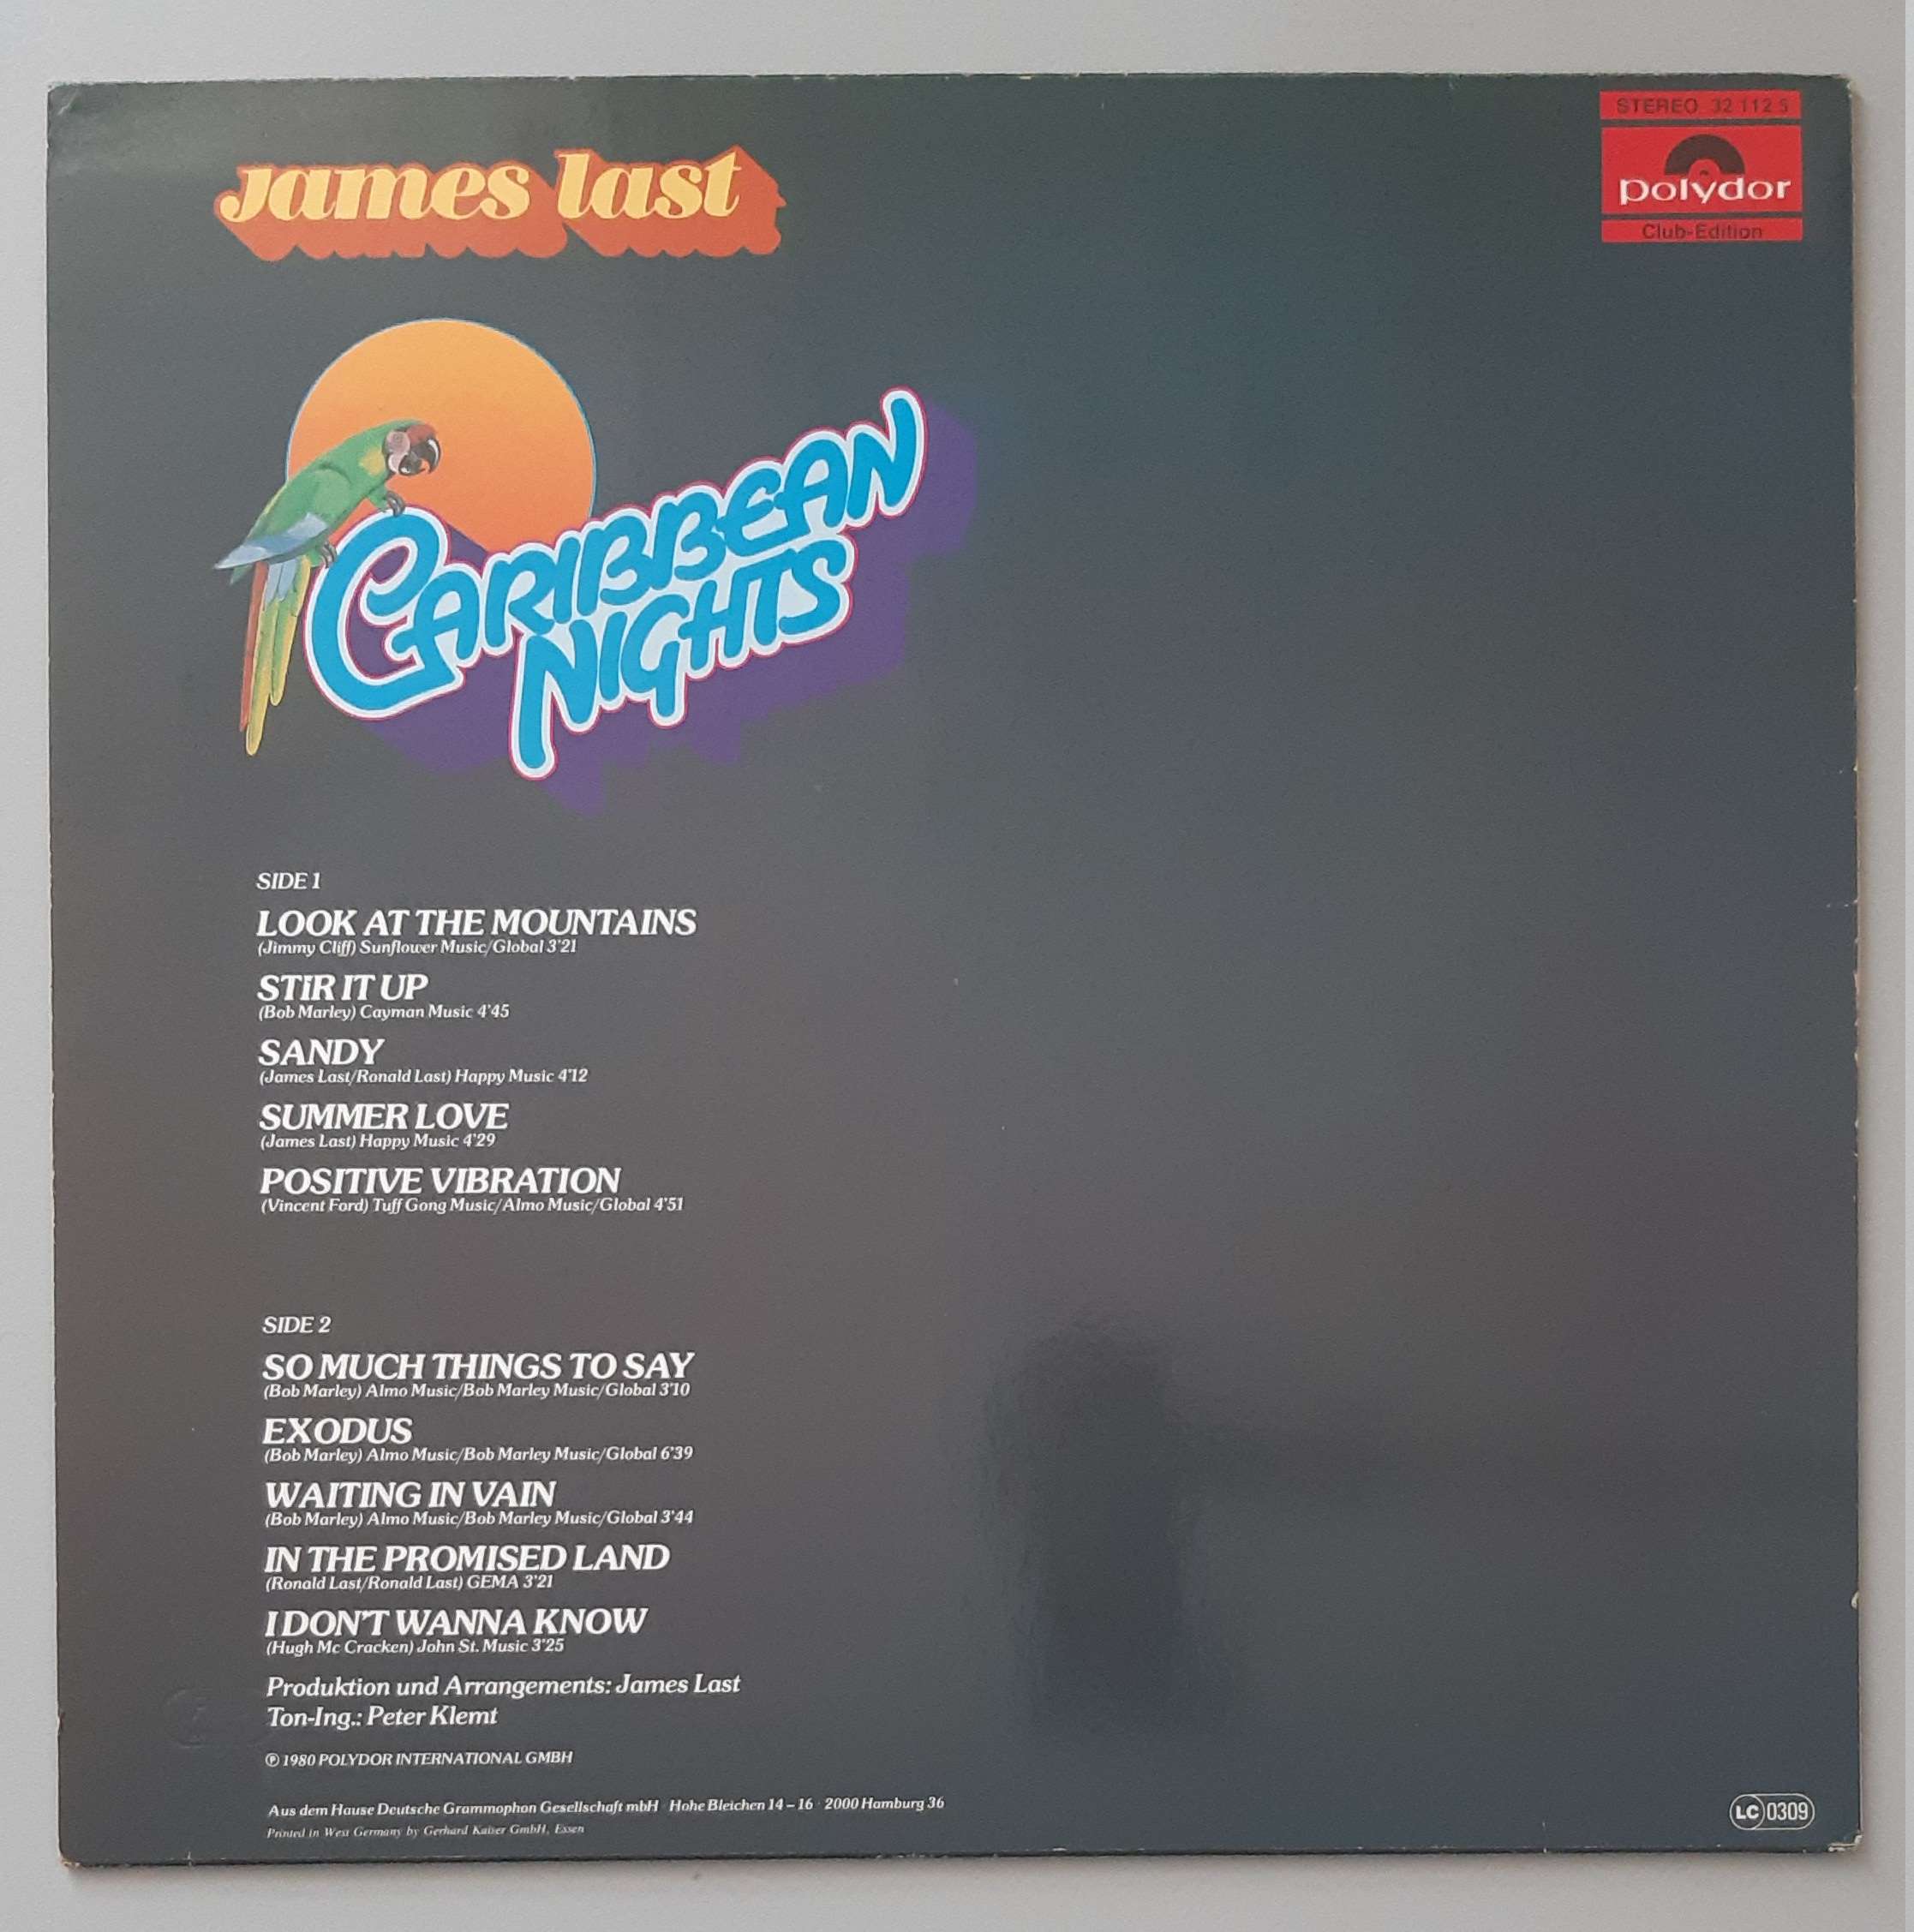 STEREO 32 112 5
polydor
Club-Edition
james last
CARIBBEAN
NIGHTS
SIDE 1
LOOK AT THE MOUNTAINS
(Jimmy Cliff) Sunflower Music/Global 3'21
STiR IT UP
(Bob Marley) Cayman Music 4'45
SANDY
(James Last/Ronald Last) Happy Music 4'12
SUMMER LOVE
(James Last) Happy Music 4'29
POSITIVE VIBRATION
(Vincent Ford) Tuff Gong Music/Almo Music/Global 4'51
SIDE 2
SO MUCH THINGS TO SAY
(Bob Marley) Almo Music/Bob Marley Music/Global 3'10
EXODUS
(Bob Marley) Almo Music/Bob Marley Music/Global 6'39
WAITING IN VAIN
(Bob Marley) Almo Music/Bob Marley Music/Global 3'44
IN THE PROMISED LAND
(Ronald Last/Ronald Last) GEMA 3'21
I DON'T WANNA KNOW
(Hugh Mc Cracken) John St. Music 3'25
Produktion und Arrangements: James Last
Ton-Ing.: Peter Klemt
℗ 1980 POLYDOR INTERNATIONAL GMBH
Aus dem Hause Deutsche Grammophon Gesellschaft mbH · Hohe Bleichen 14 – 16 · 2000 Hamburg 36
Printed in West Germany by Gerhard Kaiser GmbH, Essen
LC 0309